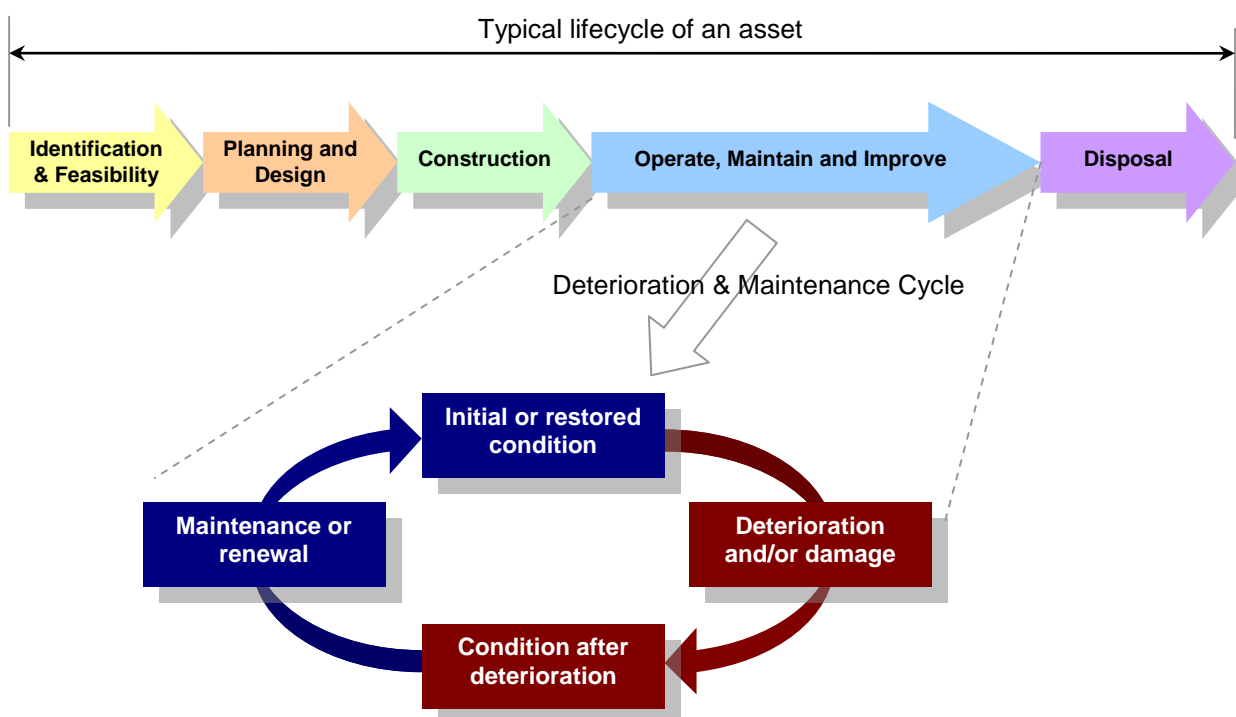 Typical lifecycle of an asset
Identification
& Feasibility
Planning and
Design
Construction
Operate, Maintain and Improve
Disposal
Deterioration & Maintenance Cycle
Initial or restored
condition
Maintenance or
renewal
Deterioration
and/or damage
Condition after
deterioration